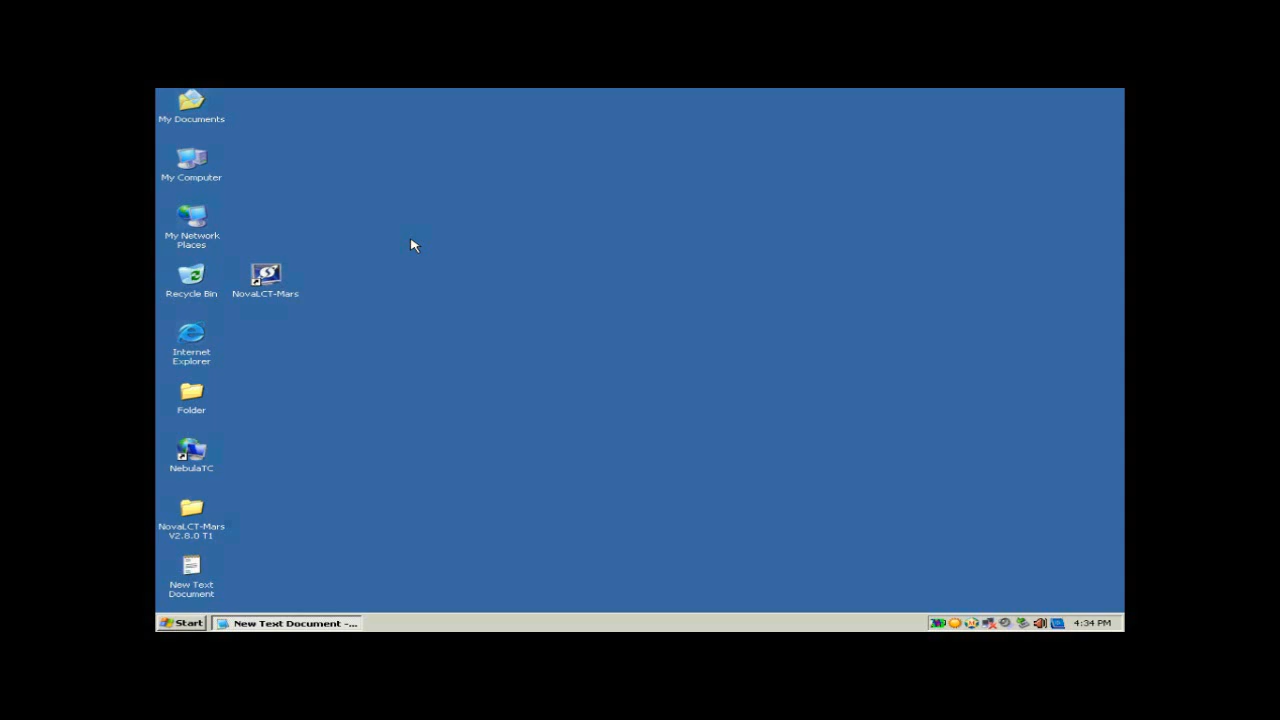 My Documents
My Computer
My Network
Places
Recycle Bin
NovaLCT-Mars
Internet
Explorer
Folder
NebulaTC
NovaLCT-Mars
V2.8.0 T1
New Text
Document
Start
New Text Document -...
4:34 PM